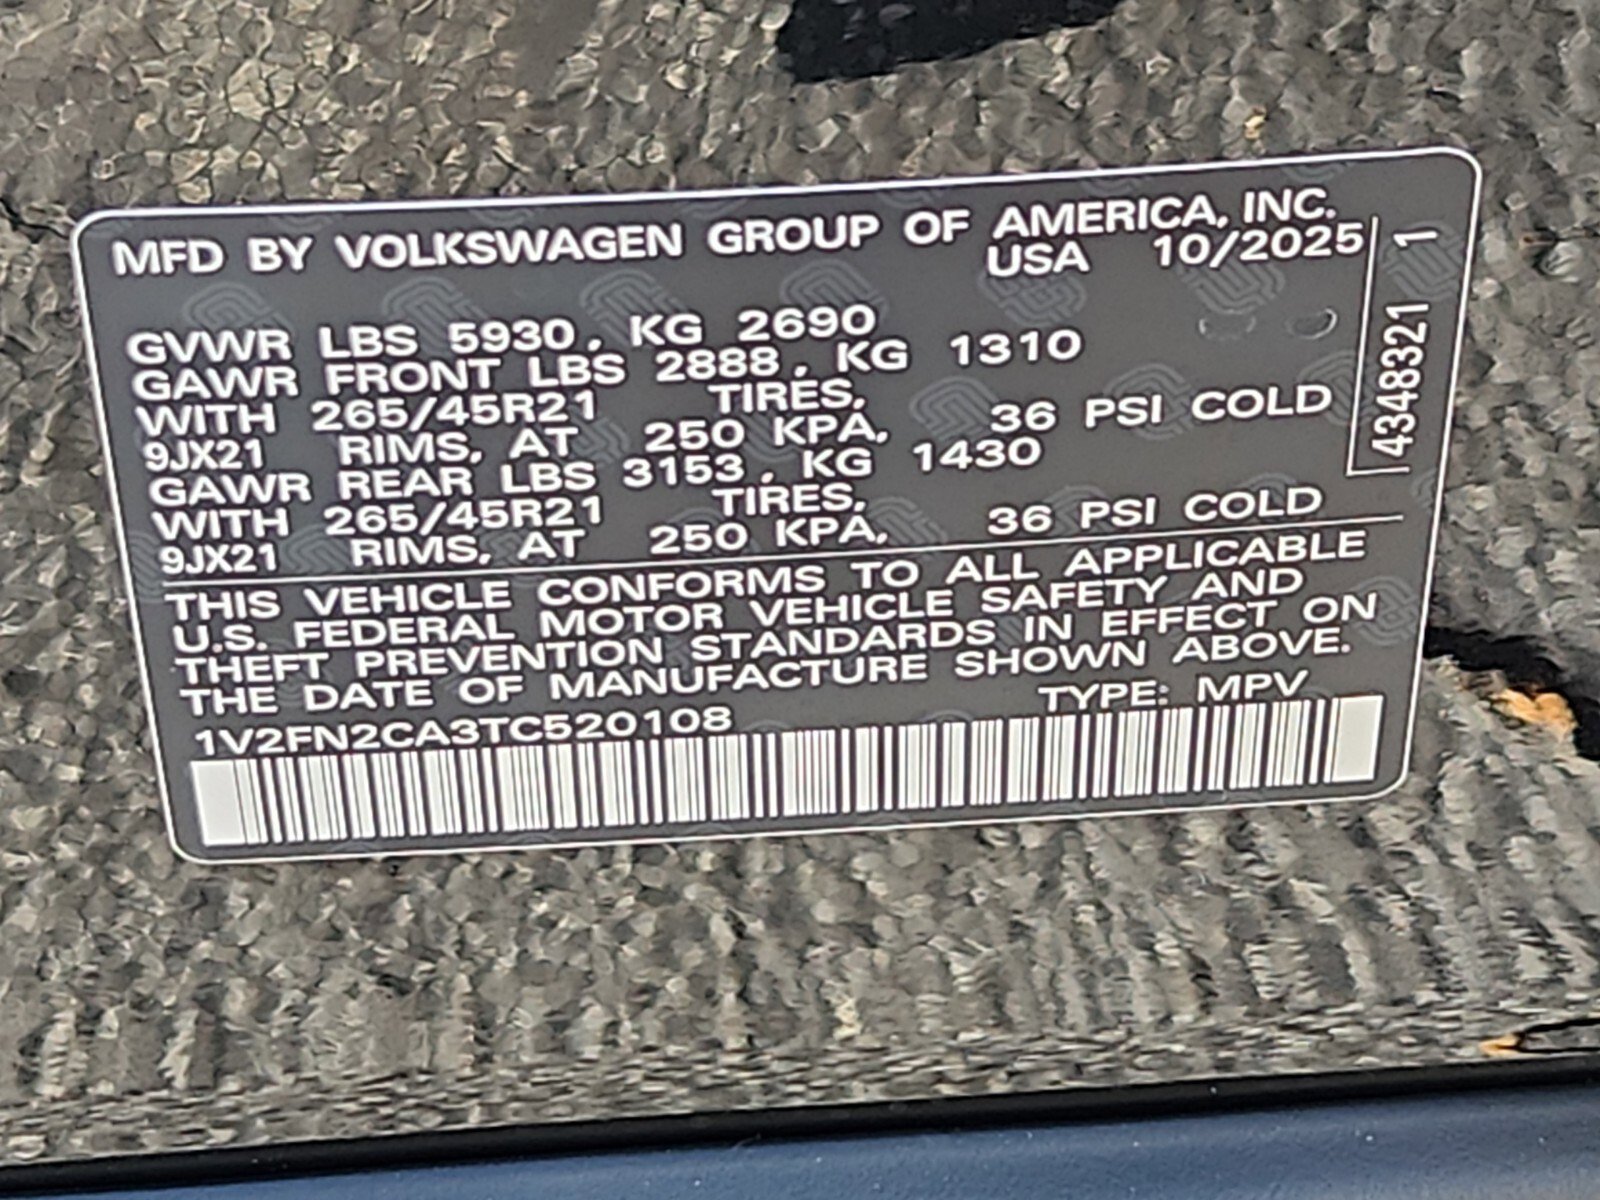 MFD BY VOLKSWAGEN GROUP OF AMERICA, INC.
USA 10/2025
GVWR LBS 5930, KG 2690
GAWR FRONT LBS 2888, KG 1310
WITH 265/45R21 TIRES,
9JX21 RIMS, AT 250 KPA, 36 PSI COLD
GAWR REAR LBS 3153, KG 1430
WITH 265/45R21 TIRES,
9JX21 RIMS, AT 250 KPA, 36 PSI COLD
THIS VEHICLE CONFORMS TO ALL APPLICABLE
U.S. FEDERAL MOTOR VEHICLE SAFETY AND
THEFT PREVENTION STANDARDS IN EFFECT ON
THE DATE OF MANUFACTURE SHOWN ABOVE.
1V2FN2CA3TC520108 TYPE: MPV
4348321 1